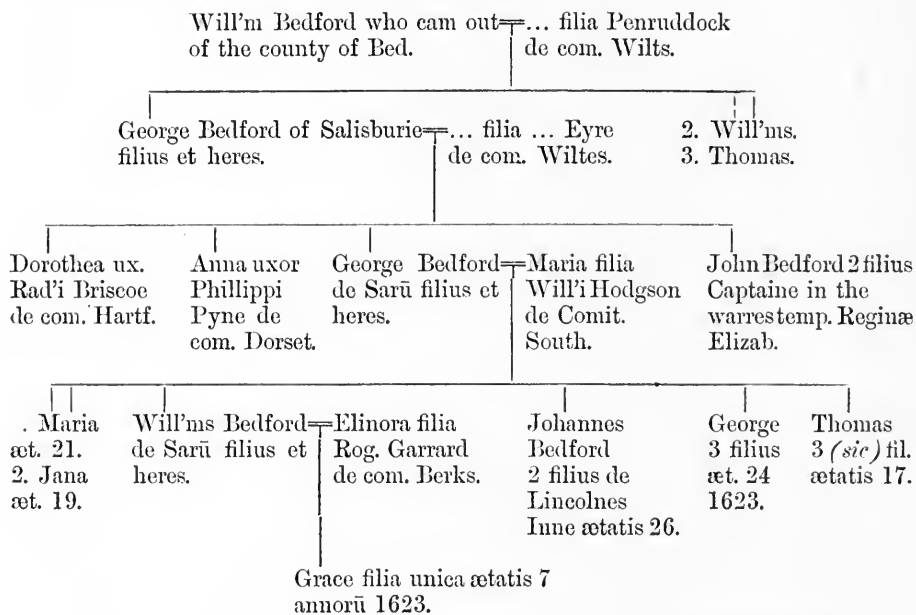 Will'm Bedford who cam out
of the county of Bed.
... filia Penruddock
de com. Wilts.
George Bedford of Salisburie
filius et heres.
... filia ... Eyre
de com. Wiltes.
2. Will'ms.
3. Thomas.
Dorothea ux.
Rad'i Briscoe
de com. Hartf.
Anna uxor
Phillippi
Pyne de
com. Dorset.
George Bedford
de Sarū filius et
heres.
Maria filia
Will'i Hodgson
de Comit.
South.
John Bedford 2 filius
Captaine in the
warres temp. Reginæ
Elizab.
. Maria
æt. 21.
2. Jana
æt. 19.
Will'ms Bedford
de Sarū filius et
heres.
Elinora filia
Rog. Garrard
de com. Berks.
Johannes
Bedford
2 filius de
Lincolnes
Inne ætatis 26.
George
3 filius
æt. 24
1623.
Thomas
3 (sic) fil.
ætatis 17.
Grace filia unica ætatis 7
annorū 1623.